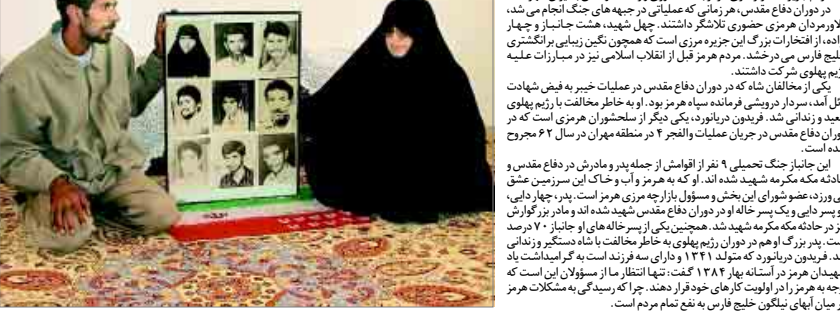 در دوران دفاع مقدس، هر زمانی که عملیاتی در جبهه های جنگ انجام می شد،
لاورمردان هرمزی حضوری تلاشگر داشتند. چهل شهید، هشت جانباز و چهار
اده، از افتخارات بزرگ این جزیره مرزی است که همچون نگین زیبایی بر انگشتری
لیج فارس می درخشد. مردم هرمز قبل از انقلاب اسلامی نیز در مبارزات علیه
ژیم پهلوی شرکت داشتند.
یکی از مخالفان شاه که در دوران دفاع مقدس در عملیات خیبر به فیض شهادت
ئل آمد، سردار درویشی فرمانده سپاه هرمز بود. او به خاطر مخالفت با رژیم پهلوی
عید و زندانی شد. فریدون دریانورد، یکی دیگر از سلحشوران هرمزی است که در
وران دفاع مقدس در جریان عملیات والفجر ۴ در منطقه مهران در سال ۶۲ مجروح
ده است.
این جانباز جنگ تحمیلی ۹ نفر از اقوامش از جمله پدر و مادرش در دفاع مقدس و
ادثه مکه مکرمه شهید شده اند. او که به هرمز و آب و خاک این سرزمین عشق
ی ورزد، عضو شورای این بخش و مسؤول بازارچه مرزی هرمز است. پدر، چهار دایی،
و پسر دایی و یک پسر خاله او در دوران دفاع مقدس شهید شده اند و مادر بزرگوارش
ز در حادثه مکه مکرمه شهید شد. همچنین یکی از پسرخاله های او جانباز ۷۰ درصد
ست. پدر بزرگ او هم در دوران رژیم پهلوی به خاطر مخالفت با شاه دستگیر و زندانی
د. فریدون دریانورد که متولد ۱۳۴۱ و دارای سه فرزند است به گرامیداشت یاد
هیدان هرمز در آستانه بهار ۱۳۸۴ گفت: تنها انتظار ما از مسؤولان این است که
وجه به هرمز را در اولویت کارهای خود قرار دهند. چرا که رسیدگی به مشکلات هرمز
ر میان آبهای نیلگون خلیج فارس به نفع تمام مردم است.